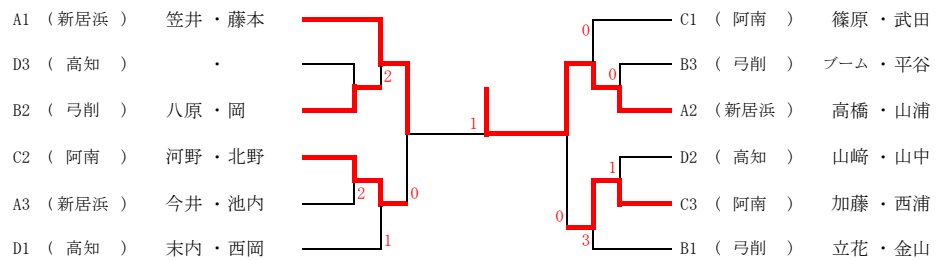 A1 (新居浜) 笠井・藤本
D3 ( 高知 ) ・
B2 ( 弓削 ) 八原・岡
C2 ( 阿南 ) 河野・北野
A3 (新居浜) 今井・池内
D1 ( 高知 ) 末内・西岡
2
2
0
1
1
C1 ( 阿南 ) 篠原・武田
B3 ( 弓削 ) ブーム・平谷
A2 (新居浜) 高橋・山浦
D2 ( 高知 ) 山﨑・山中
C3 ( 阿南 ) 加藤・西浦
B1 ( 弓削 ) 立花・金山
0
0
1
0
3